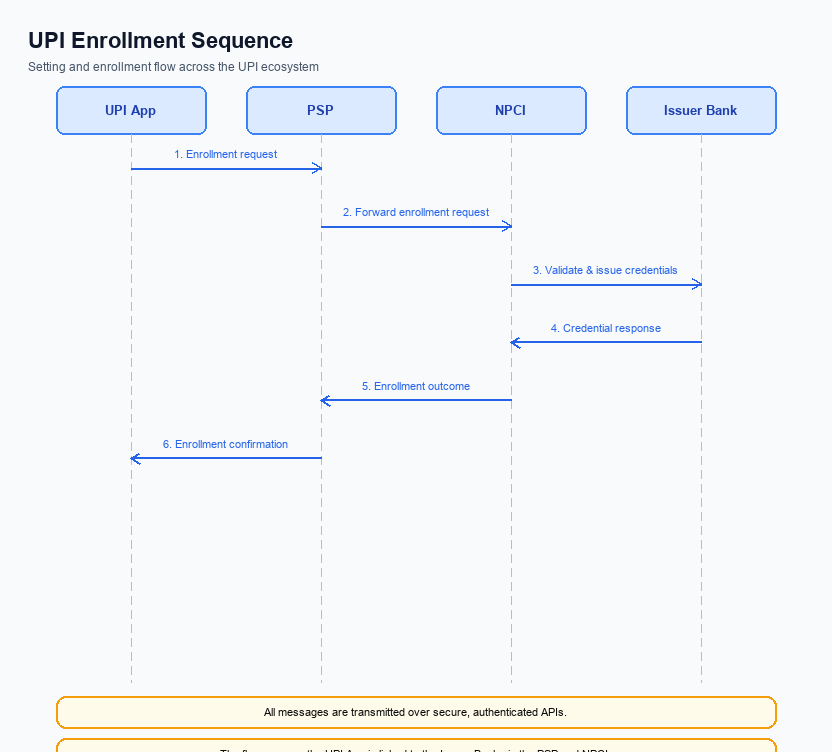 UPI Enrollment Sequence
Setting and enrollment flow across the UPI ecosystem
UPI App
PSP
NPCI
Issuer Bank
1. Enrollment request
2. Forward enrollment request
3. Validate & issue credentials
4. Credential response
5. Enrollment outcome
6. Enrollment confirmation
All messages are transmitted over secure, authenticated APIs.